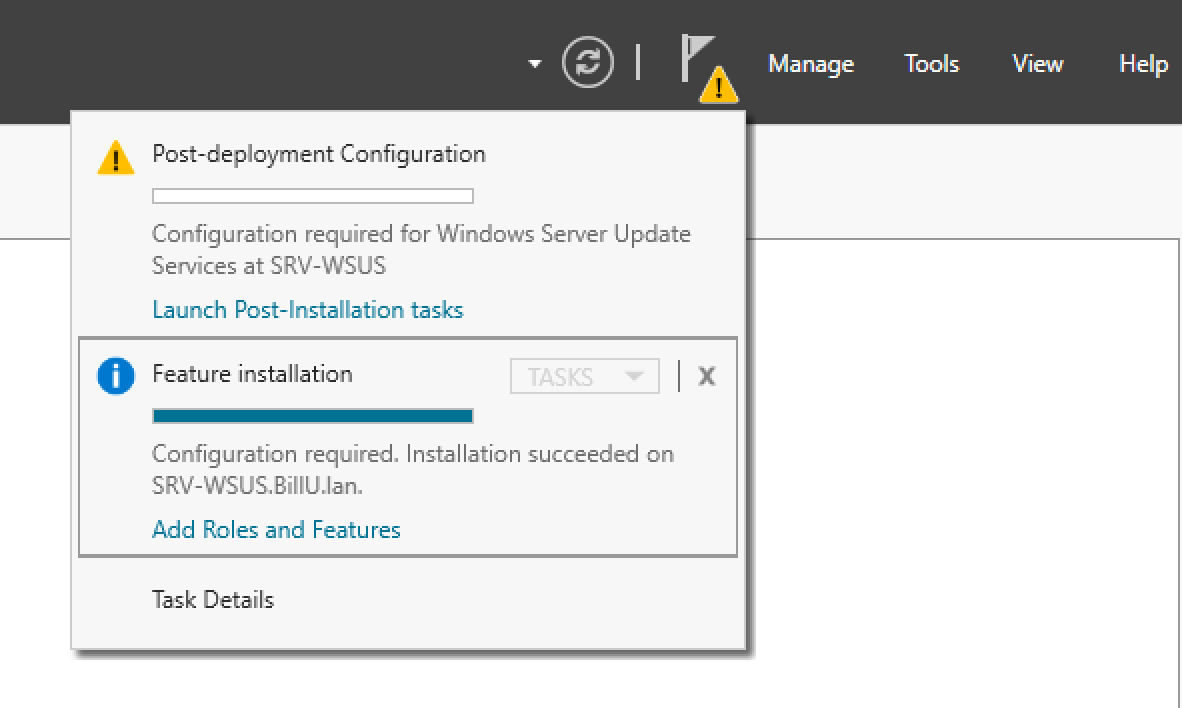 Manage Tools View Help
Post-deployment Configuration
Configuration required for Windows Server Update
Services at SRV-WSUS
Launch Post-Installation tasks
Feature installation TASKS X
Configuration required. Installation succeeded on
SRV-WSUS.BillU.lan.
Add Roles and Features
Task Details